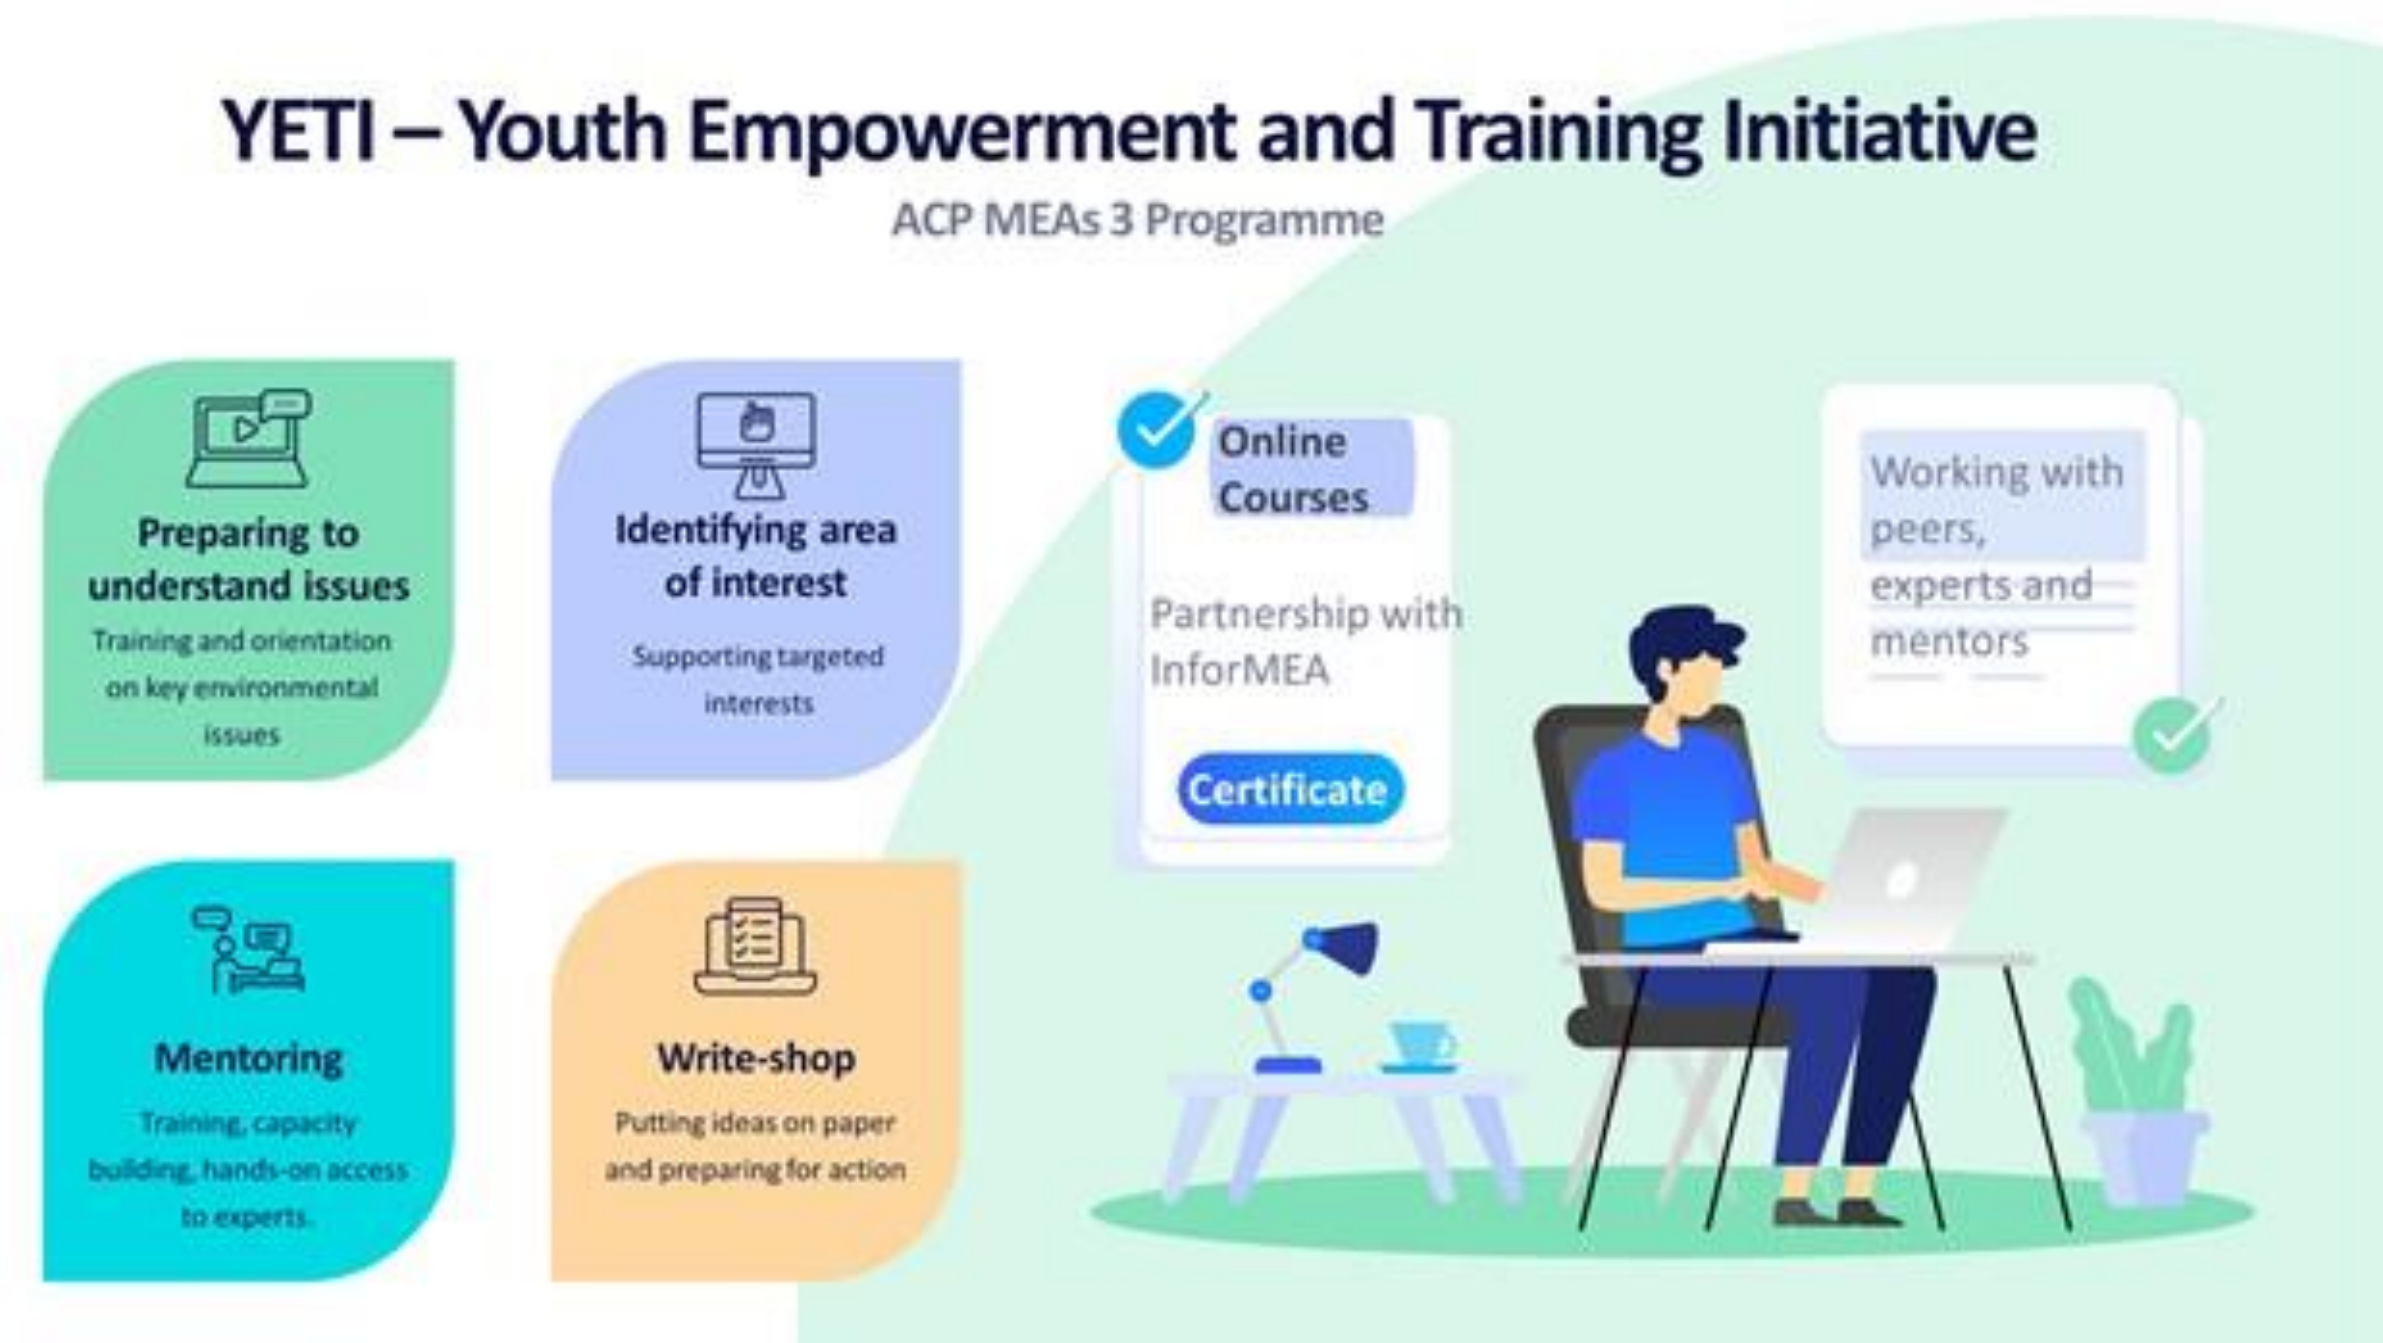 YETI – Youth Empowerment and Training Initiative
ACP MEAs 3 Programme
Preparing to
understand issues
Training and orientation
on key environmental
issues
Identifying area
of interest
Supporting targeted
interests
Mentoring
Training, capacity
building, hands-on access
to experts.
Write-shop
Putting ideas on paper
and preparing for action
Online
Courses
Partnership with
InforMEA
Certificate
Working with
peers,
experts and
mentors